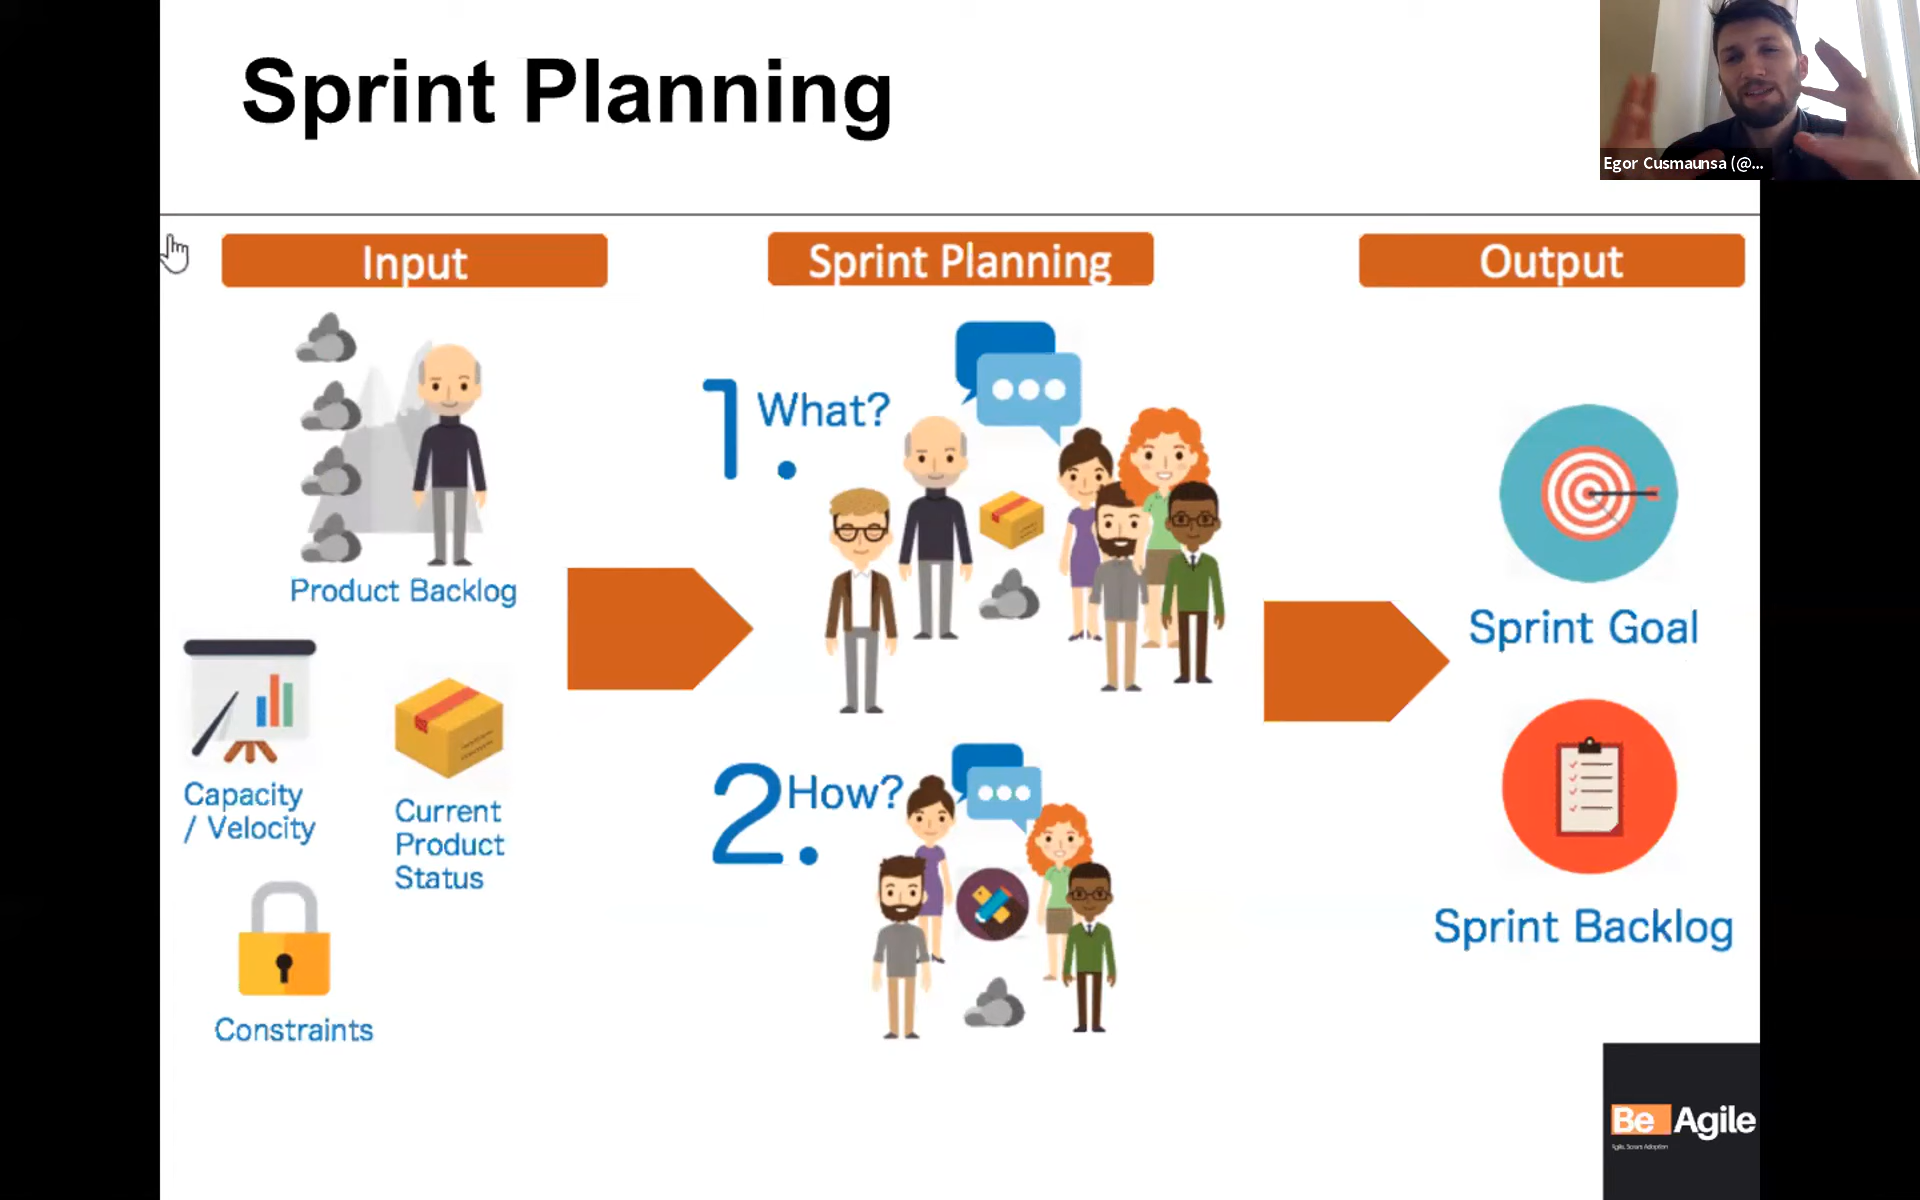 Sprint Planning
Egor Cusmaunsa (@...
Input
Sprint Planning
Output
Product Backlog
Capacity
/ Velocity
Current
Product
Status
Constraints
1.
What?
2.
How?
Sprint Goal
Sprint Backlog
Be Agile